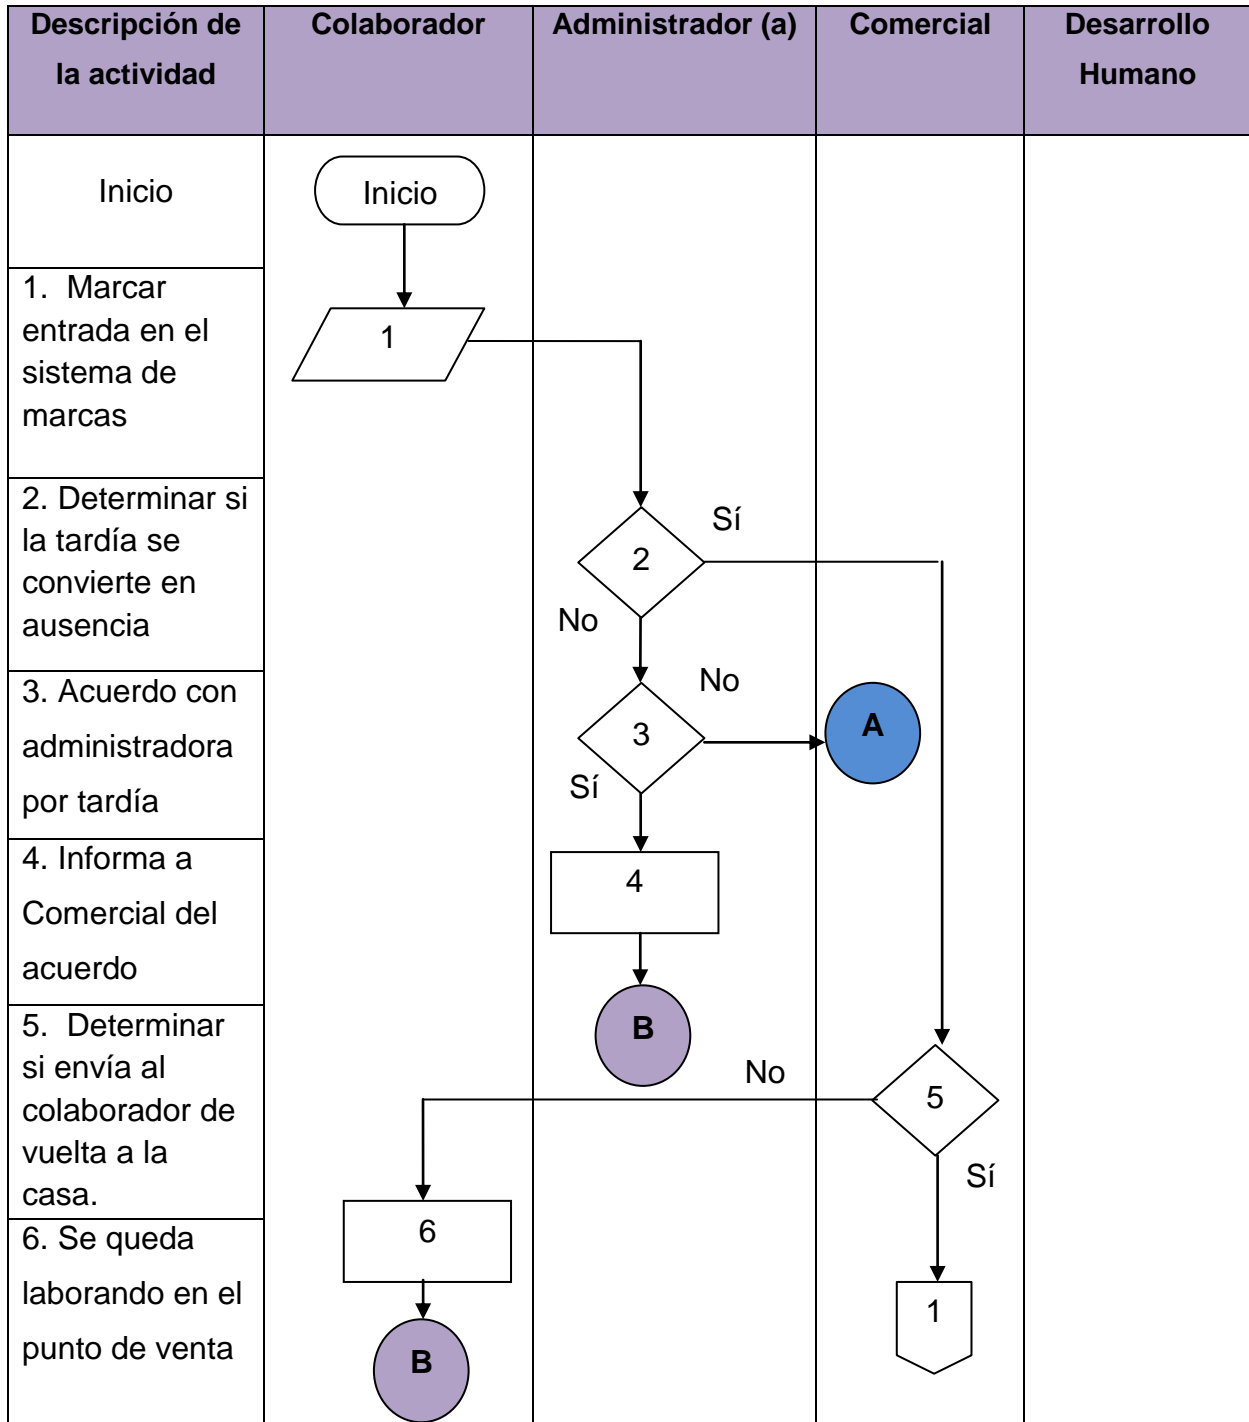 Descripción de
la actividad
Colaborador
Administrador (a)
Comercial
Desarrollo
Humano
Inicio
Inicio
1. Marcar
entrada en el
sistema de
marcas
1
2. Determinar si
la tardía se
convierte en
ausencia
Sí
2
No
3. Acuerdo con
administradora
por tardía
No
3
A
Sí
4. Informa a
Comercial del
acuerdo
4
B
5. Determinar
si envía al
colaborador de
vuelta a la
casa.
No
5
Sí
6. Se queda
laborando en el
punto de venta
6
1
B